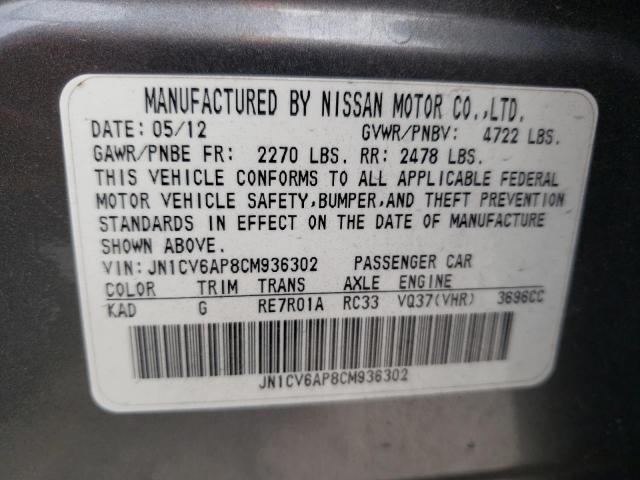 MANUFACTURED BY NISSAN MOTOR CO.,LTD.
DATE: 05/12 GVWR/PNBV: 4722 LBS.
GAWR/PNBE FR: 2270 LBS. RR: 2478 LBS.
THIS VEHICLE CONFORMS TO ALL APPLICABLE FEDERAL
MOTOR VEHICLE SAFETY,BUMPER,AND THEFT PREVENTION
STANDARDS IN EFFECT ON THE DATE OF MANUFACTURE
SHOWN ABOVE.
VIN: JN1CV6AP8CM936302 PASSENGER CAR
COLOR TRIM TRANS AXLE ENGINE
KAD G RE7R01A RC33 VQ37(VHR) 3696CC
JN1CV6AP8CM936302